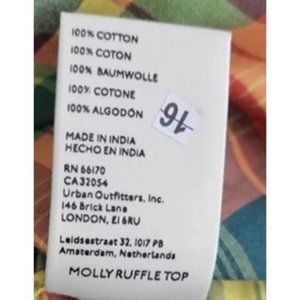 100% COTTON
100% COTON
100% BAUMWOLLE
100% COTONE
100% ALGODÓN
16
MADE IN INDIA
HECHO EN INDIA
RN 66170
CA 32054
Urban Outfitters, Inc.
146 Brick Lane
LONDON, E1 6RU
Leidsestraat 32, 1017 PB
Amsterdam, Netherlands
MOLLY RUFFLE TOP